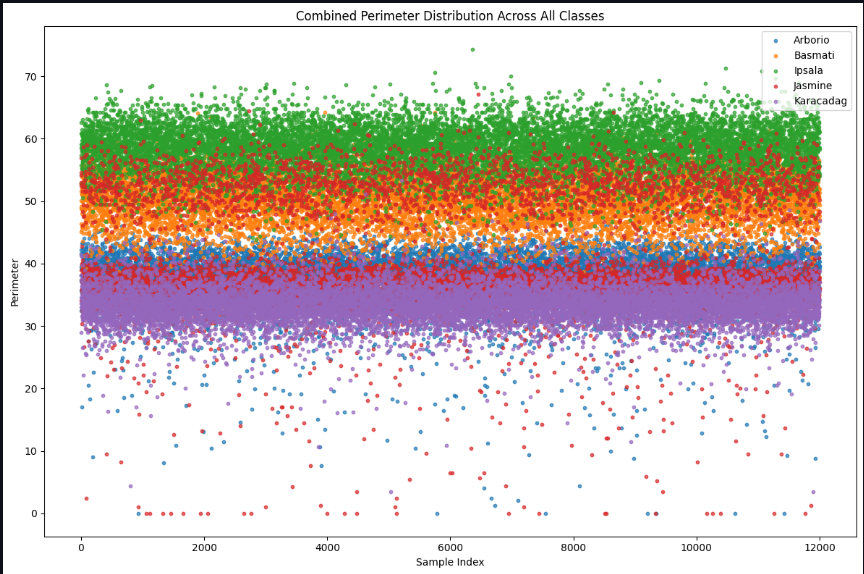 Combined Perimeter Distribution Across All Classes
Arborio
Basmati
Ipsala
Jasmine
Karacadag
70
60
50
40
30
20
10
0
Perimeter
0 2000 4000 6000 8000 10000 12000
Sample Index